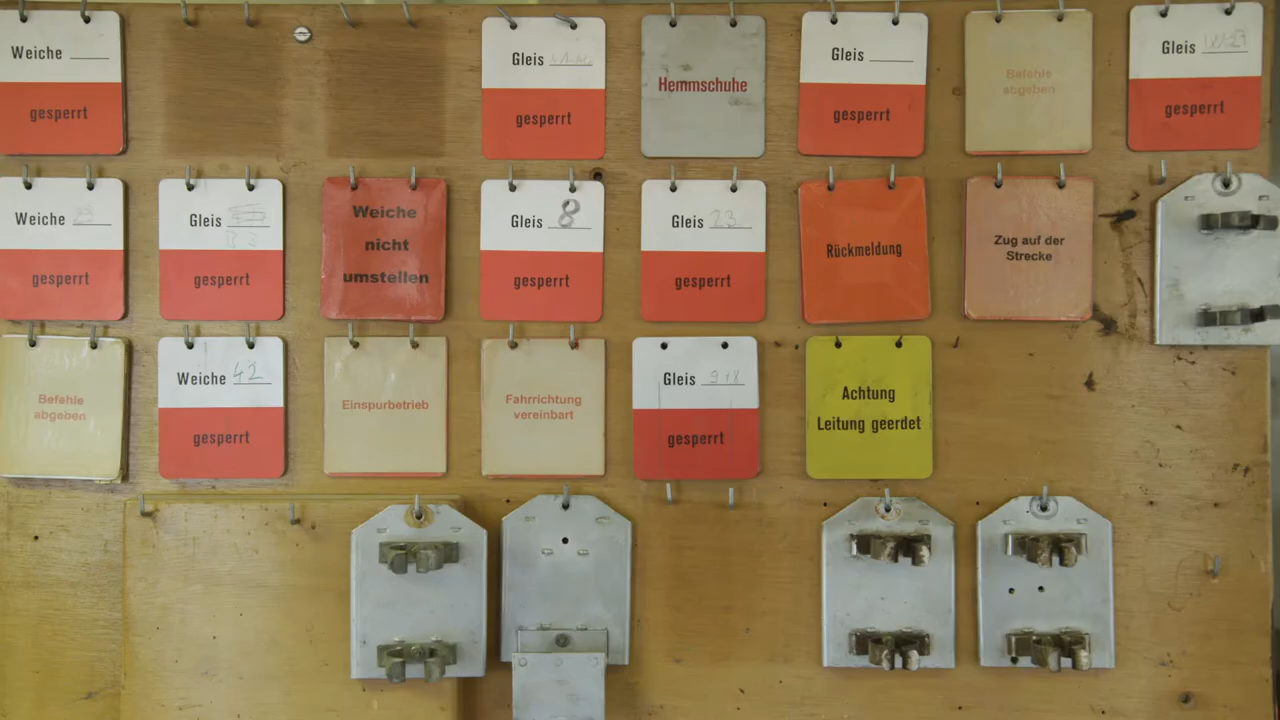 Weiche ____
gesperrt
Gleis
gesperrt
Hemmschuhe
Gleis ____
gesperrt
Befehle
abgeben
Gleis
gesperrt
Weiche
gesperrt
Gleis
gesperrt
Weiche
nicht
umstellen
Gleis 8
gesperrt
Gleis 23
gesperrt
Rückmeldung
Zug auf der
Strecke
Befehle
abgeben
Weiche 42
gesperrt
Einspurbetrieb
Fahrrichtung
vereinbart
Gleis
gesperrt
Achtung
Leitung geerdet